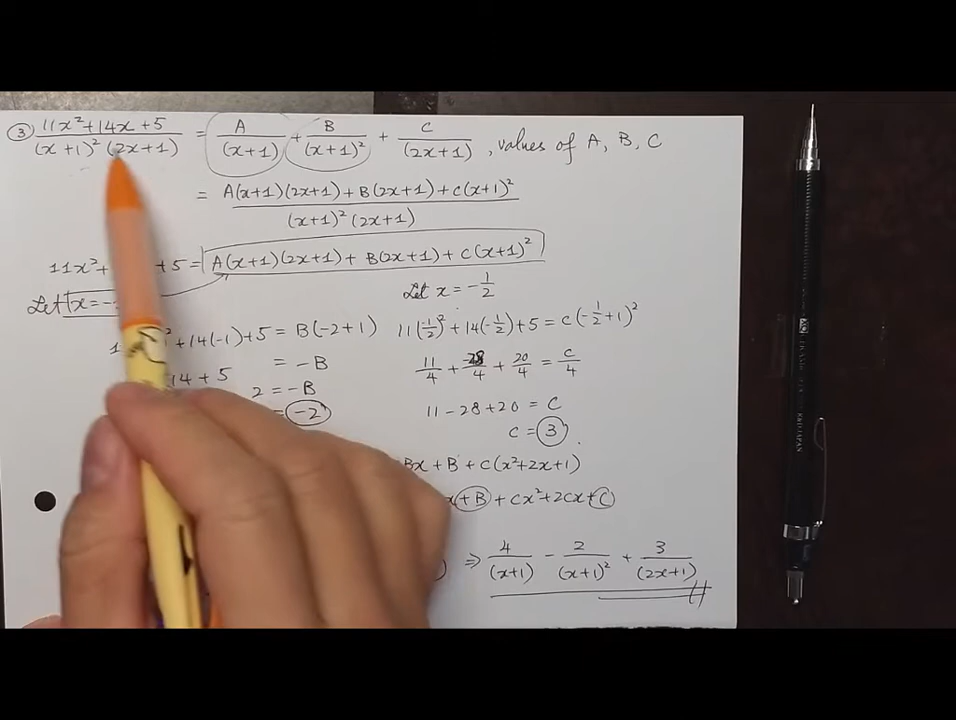 ③ 11x²+14x+5 / (x+1)²(2x+1) = A/(x+1) + B/(x+1)² + C/(2x+1) , values of A, B, C
= A(x+1)(2x+1)+B(2x+1)+C(x+1)² / (x+1)²(2x+1)
11x²+ +5 = A(x+1)(2x+1)+B(2x+1)+C(x+1)²
Let x=-
² +14(-1)+5 = B(-2+1)
= -B
14+5
2 = -B
= -2
Let x = -1/2
11(-1/2)²+14(-1/2)+5 = C(-1/2+1)²
11/4 + -28/4 + 20/4 = C/4
11-28+20 = C
C = 3
Bx+B+C(x²+2x+1)
+B+Cx²+2Cx+C
⇒ 4/(x+1) - 2/(x+1)² + 3/(2x+1)